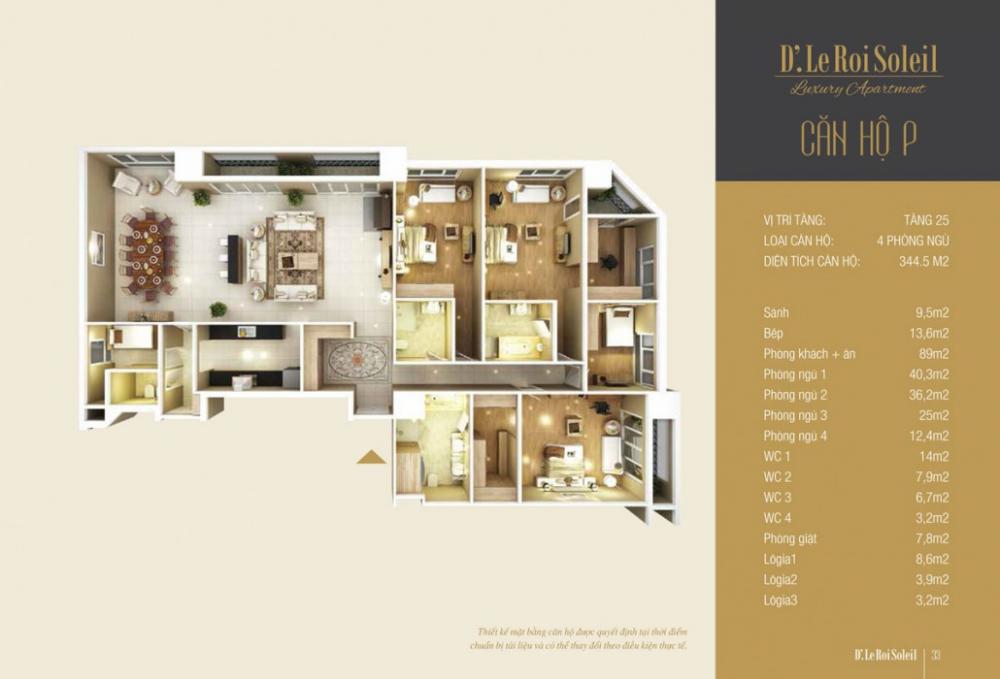 D'. Le Roi Soleil
Luxury Apartment
CĂN HỘ P
VỊ TRÍ TẦNG: TẦNG 25
LOẠI CĂN HỘ: 4 PHÒNG NGỦ
DIỆN TÍCH CĂN HỘ: 344.5 M2
Sảnh 9,5m2
Bếp 13,6m2
Phòng khách + ăn 89m2
Phòng ngủ 1 40,3m2
Phòng ngủ 2 36,2m2
Phòng ngủ 3 25m2
Phòng ngủ 4 12,4m2
WC 1 14m2
WC 2 7,9m2
WC 3 6,7m2
WC 4 3,2m2
Phòng giặt 7,8m2
Lôgia1 8,6m2
Lôgia2 3,9m2
Lôgia3 3,2m2
Thiết kế mặt bằng căn hộ được quyết định tại thời điểm
chuẩn bị tài liệu và có thể thay đổi theo điều kiện thực tế.
D'. Le Roi Soleil 33